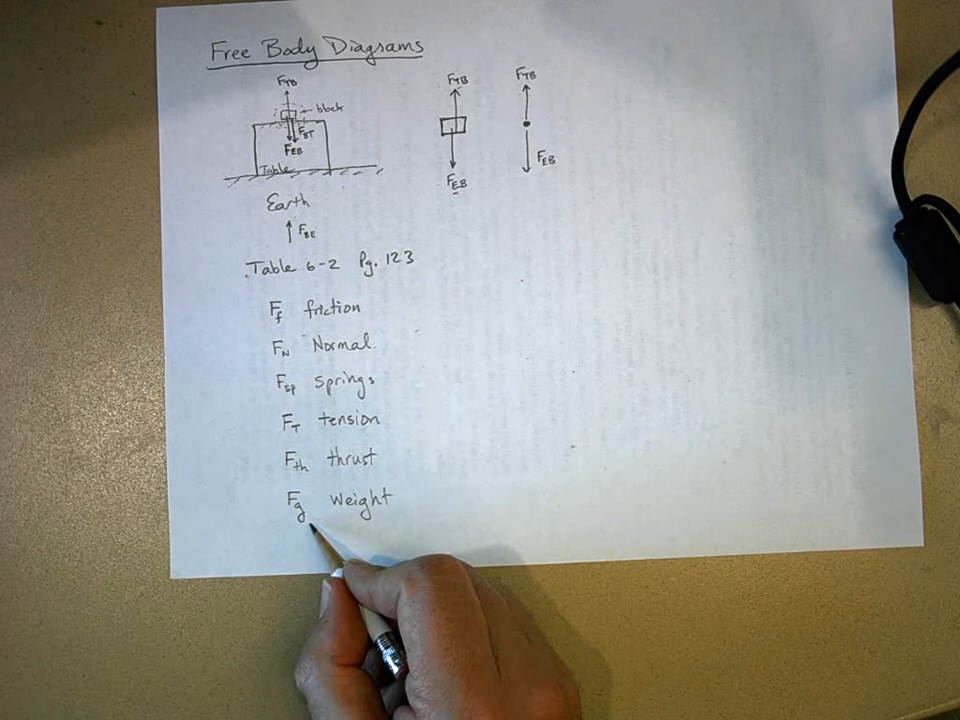 Free Body Diagrams
FTB
block
FBT
FEB
Table
Earth
FBE
FTB
FEB
FTB
FEB
Table 6-2 Pg. 123
Ff friction
FN Normal.
Fsp springs
FT tension
Fth thrust
Fg weight